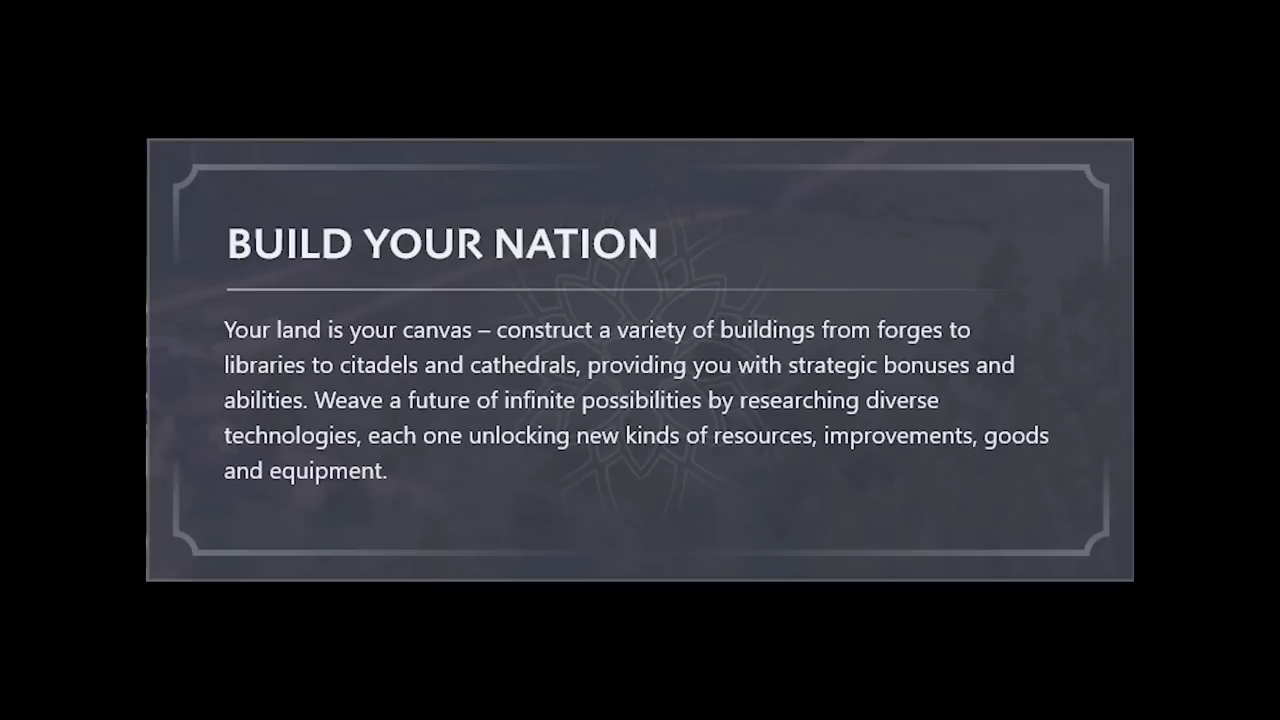 BUILD YOUR NATION
Your land is your canvas – construct a variety of buildings from forges to
libraries to citadels and cathedrals, providing you with strategic bonuses and
abilities. Weave a future of infinite possibilities by researching diverse
technologies, each one unlocking new kinds of resources, improvements, goods
and equipment.